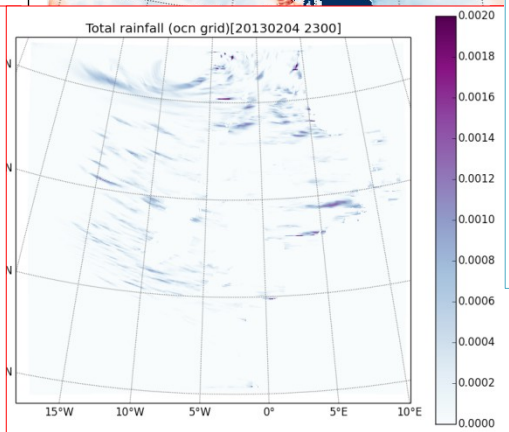 Total rainfall (ocn grid)[20130204 2300]
0.0020
0.0018
0.0016
0.0014
0.0012
0.0010
0.0008
0.0006
0.0004
0.0002
0.0000
N
N
N
N
15°W 10°W 5°W 0° 5°E 10°E